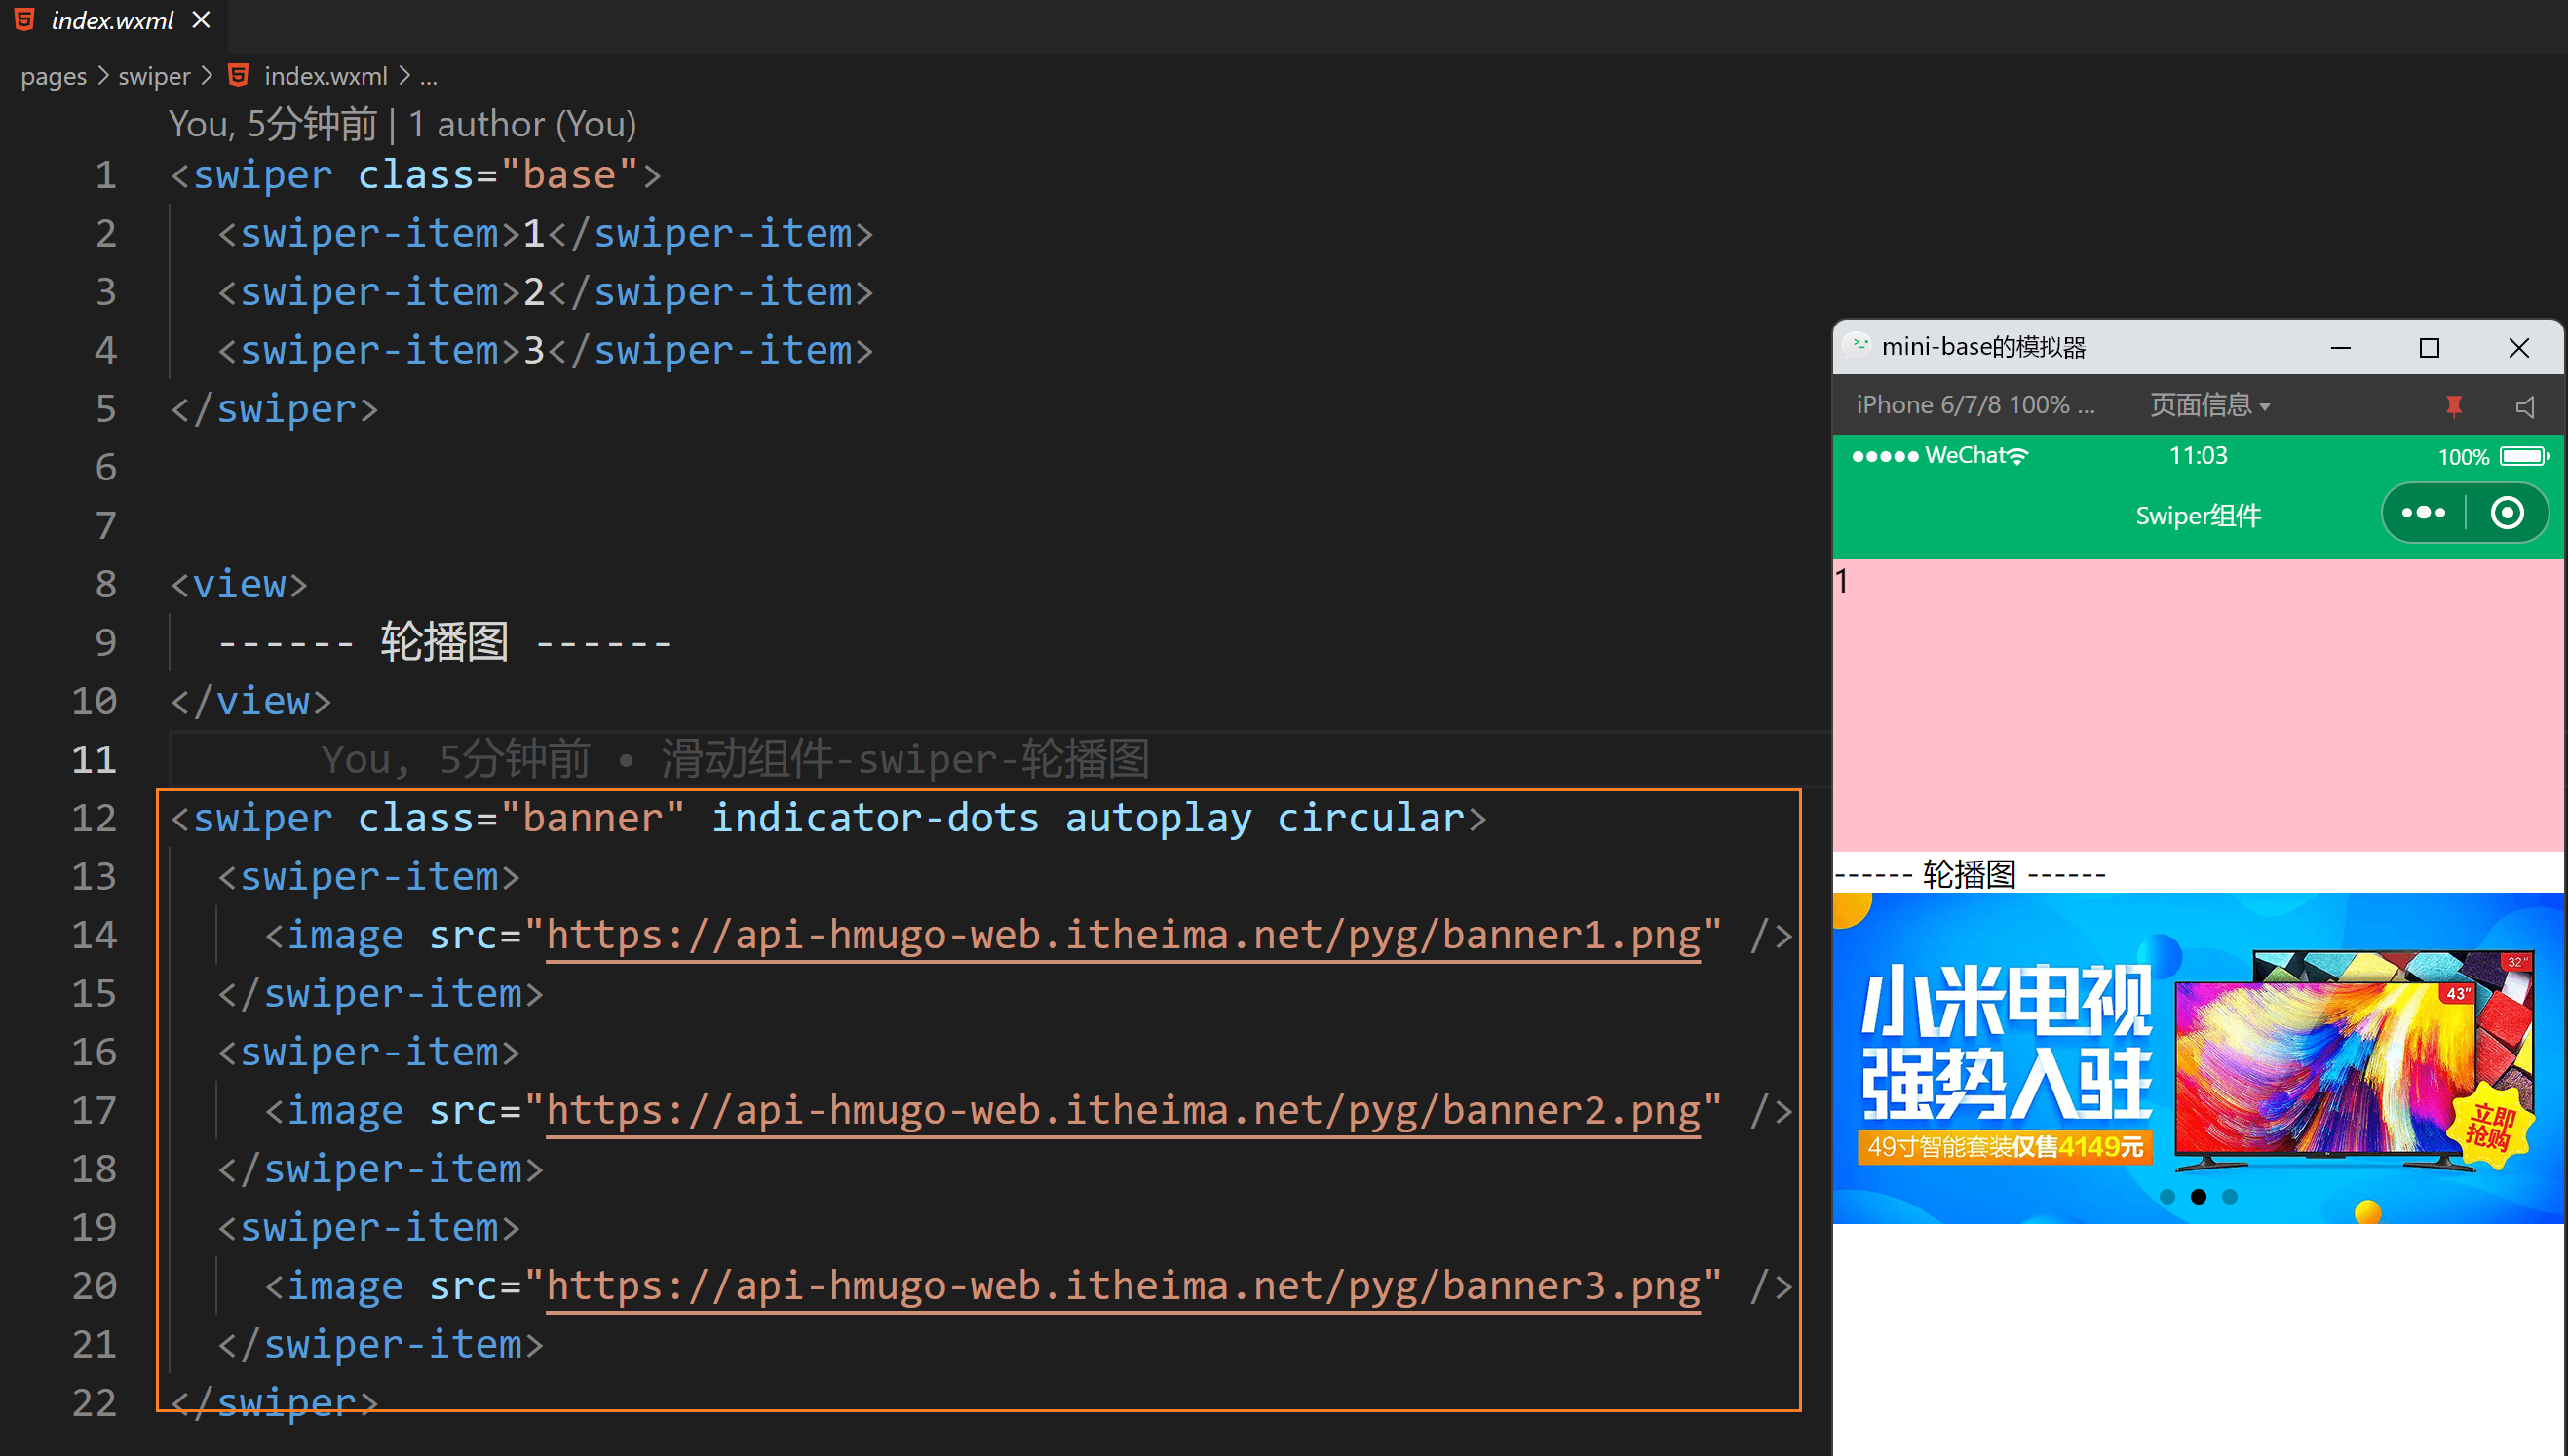 index.wxml
pages > swiper > index.wxml > ...
You, 5分钟前 | 1 author (You)
1 <swiper class="base">
2 <swiper-item>1</swiper-item>
3 <swiper-item>2</swiper-item>
4 <swiper-item>3</swiper-item>
5 </swiper>
6
7
8 <view>
9 ------ 轮播图 ------
10 </view>
11 You, 5分钟前 • 滑动组件-swiper-轮播图
12 <swiper class="banner" indicator-dots autoplay circular>
13 <swiper-item>
14 <image src="https://api-hmugo-web.itheima.net/pyg/banner1.png" />
15 </swiper-item>
16 <swiper-item>
17 <image src="https://api-hmugo-web.itheima.net/pyg/banner2.png" />
18 </swiper-item>
19 <swiper-item>
20 <image src="https://api-hmugo-web.itheima.net/pyg/banner3.png" />
21 </swiper-item>
22 </swiper>
mini-base的模拟器
iPhone 6/7/8 100% ... 页面信息
WeChat 11:03 100%
Swiper组件
1
------ 轮播图 ------
32"
43"
小米电视
强势入驻
立即
抢购
49寸智能套装仅售4149元